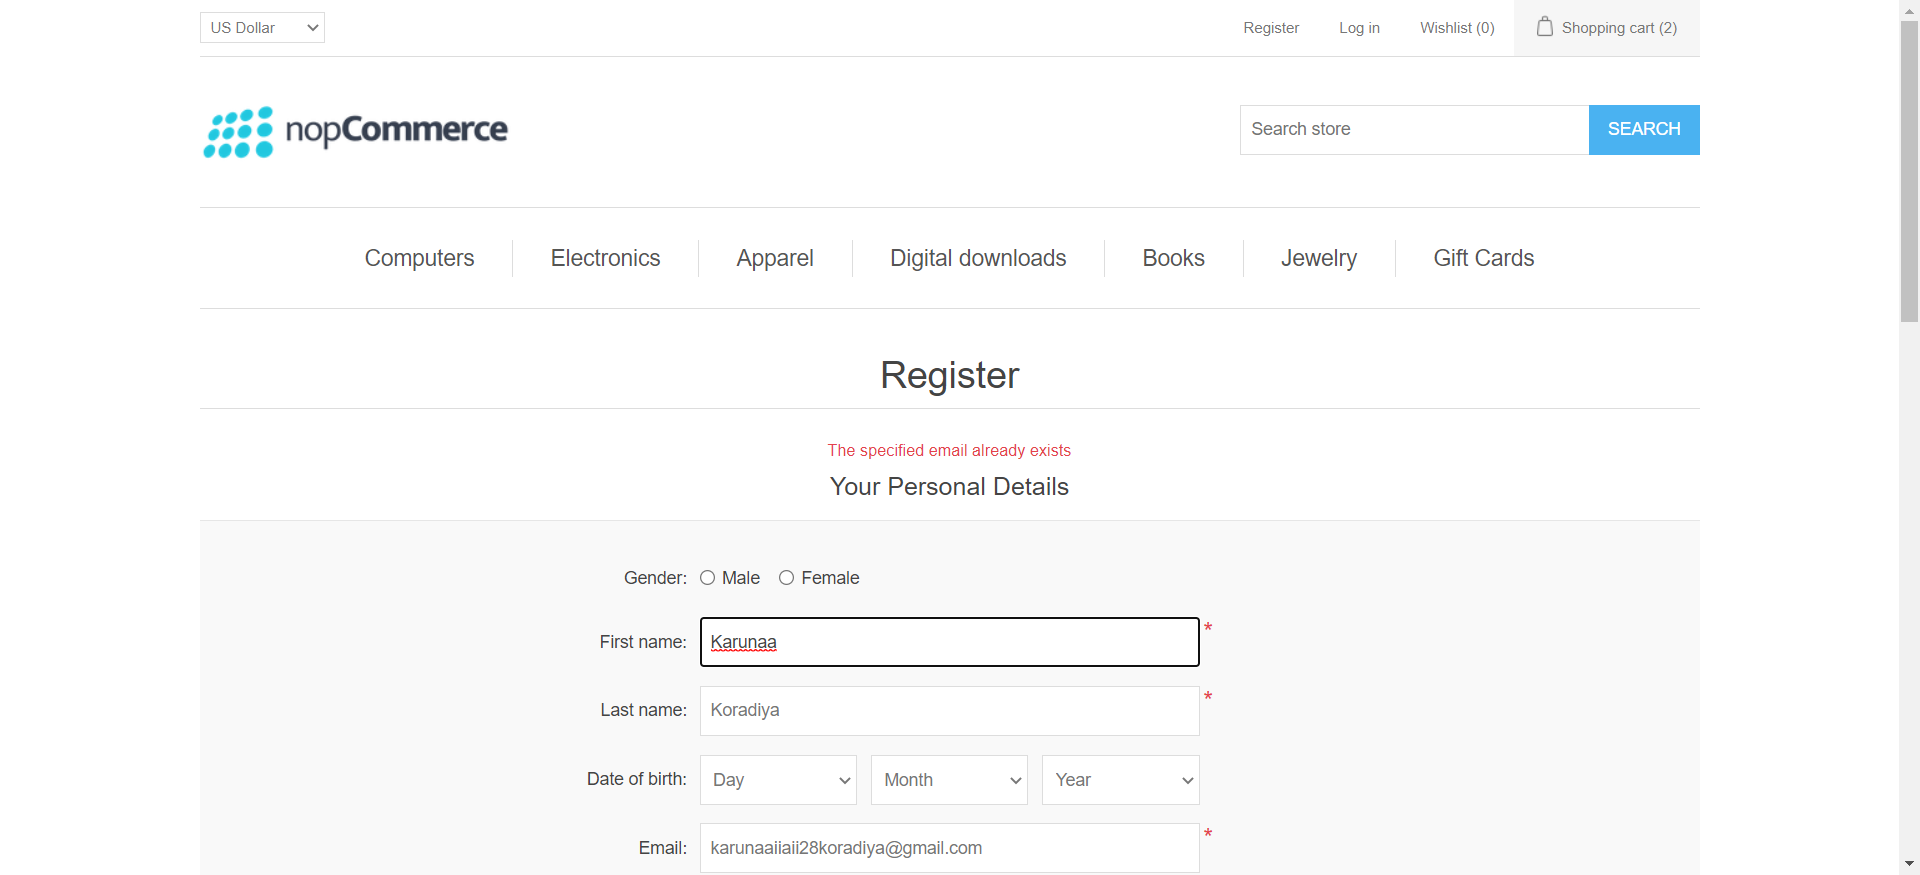 US Dollar Register Log in Wishlist (0) Shopping cart (2)
nopCommerce Search store SEARCH
Computers Electronics Apparel Digital downloads Books Jewelry Gift Cards
Register
The specified email already exists
Your Personal Details
Gender: Male Female
First name: Karunaa *
Last name: Koradiya *
Date of birth: Day Month Year
Email: karunaaiiaii28koradiya@gmail.com *